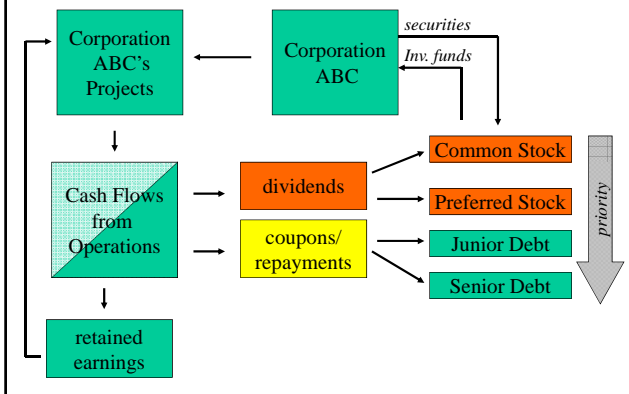 Corporation
ABC's
Projects
Corporation
ABC
securities
Inv. funds
Common Stock
Cash Flows
from
Operations
dividends
Preferred Stock
coupons/
repayments
Junior Debt
Senior Debt
priority
retained
earnings